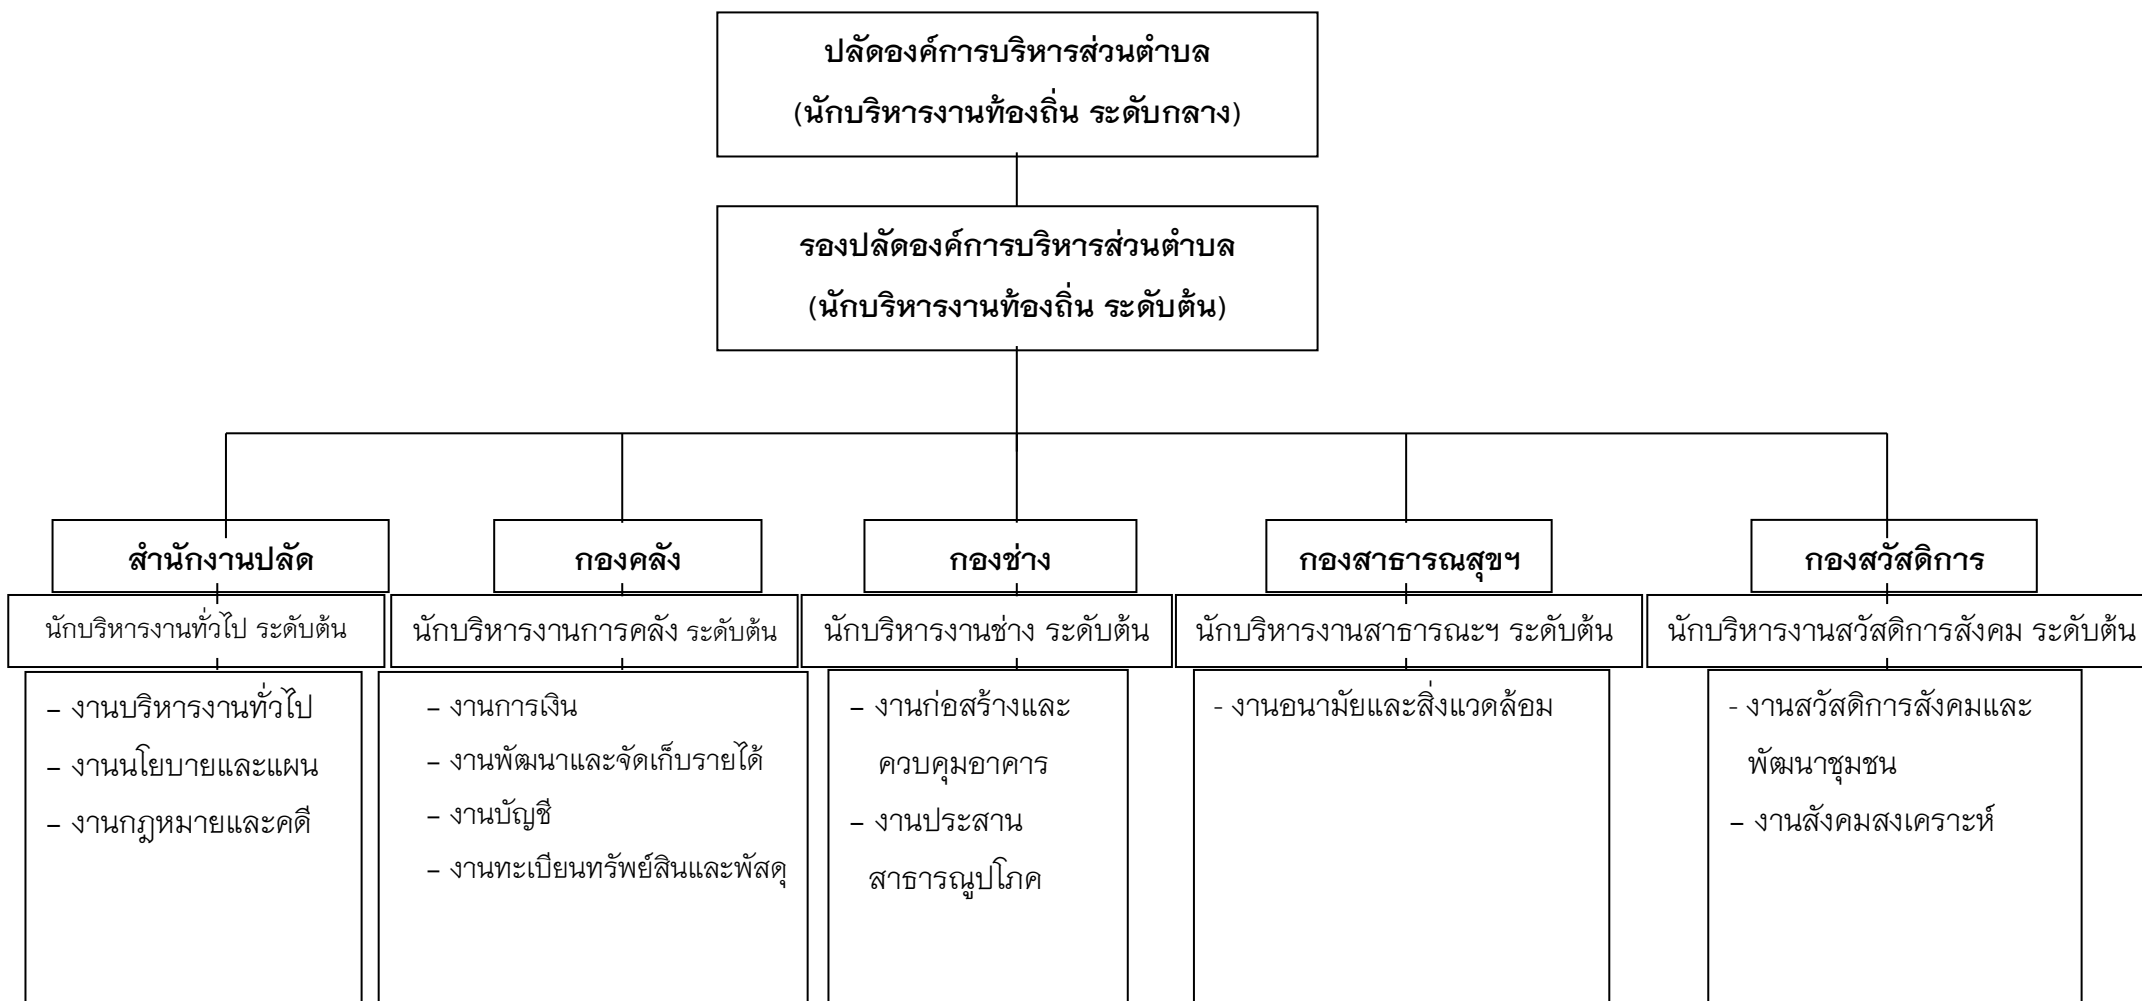 ปลัดองค์การบริหารส่วนตำบล
(นักบริหารงานท้องถิ่น ระดับกลาง)
รองปลัดองค์การบริหารส่วนตำบล
(นักบริหารงานท้องถิ่น ระดับต้น)
สำนักงานปลัด
นักบริหารงานทั่วไป ระดับต้น
– งานบริหารงานทั่วไป
– งานนโยบายและแผน
– งานกฎหมายและคดี
กองคลัง
นักบริหารงานการคลัง ระดับต้น
– งานการเงิน
– งานพัฒนาและจัดเก็บรายได้
– งานบัญชี
– งานทะเบียนทรัพย์สินและพัสดุ
กองช่าง
นักบริหารงานช่าง ระดับต้น
– งานก่อสร้างและ
ควบคุมอาคาร
– งานประสาน
สาธารณูปโภค
กองสาธารณสุขฯ
นักบริหารงานสาธารณะฯ ระดับต้น
- งานอนามัยและสิ่งแวดล้อม
กองสวัสดิการ
นักบริหารงานสวัสดิการสังคม ระดับต้น
- งานสวัสดิการสังคมและ
พัฒนาชุมชน
– งานสังคมสงเคราะห์